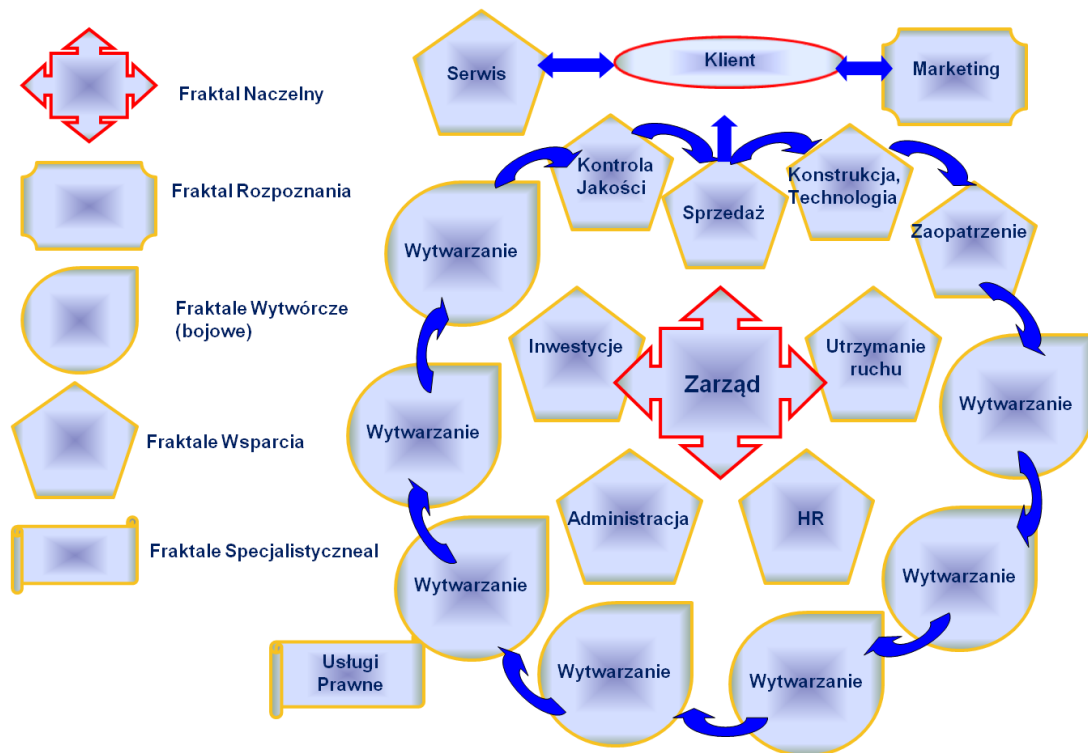 Fraktal Naczelny
Fraktal Rozpoznania
Fraktale Wytwórcze
(bojowe)
Fraktale Wsparcia
Fraktale Specjalistyczneal
Serwis
Klient
Marketing
Kontrola
Jakości
Sprzedaż
Konstrukcja,
Technologia
Zaopatrzenie
Wytwarzanie
Inwestycje
Zarząd
Utrzymanie
ruchu
Wytwarzanie
Wytwarzanie
Administracja
HR
Wytwarzanie
Wytwarzanie
Usługi
Prawne
Wytwarzanie
Wytwarzanie